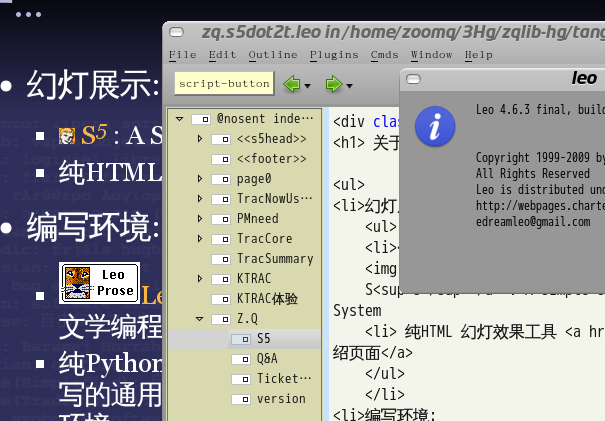 幻灯展示:
S5 : A S
纯HTML
编写环境:
Leo
Prose
Le
文学编程
纯Python
写的通用
环境
zq.s5dot2t.leo in /home/zoomq/3Hg/zqlib-hg/tang
File Edit Outline Plugins Cmds Window Help
script-button
@nosent inde…
<<s5head>>
<<footer>>
page0
TracNowUs…
PMneed
TracCore
TracSummary
KTRAC
KTRAC体验
Z.Q
S5
Q&A
Ticket…
version
<div clas
<h1> 关于
<ul>
<li>幻灯
<ul>
<li>
<img
System
<li> 纯HTML 幻灯效果工具 <a hr
绍页面</a>
</ul>
</li>
<li>编写环境:
leo
Leo 4.6.3 final, build
Copyright 1999-2009 by
All Rights Reserved
Leo is distributed und
http://webpages.charte
edreamleo@gmail.com